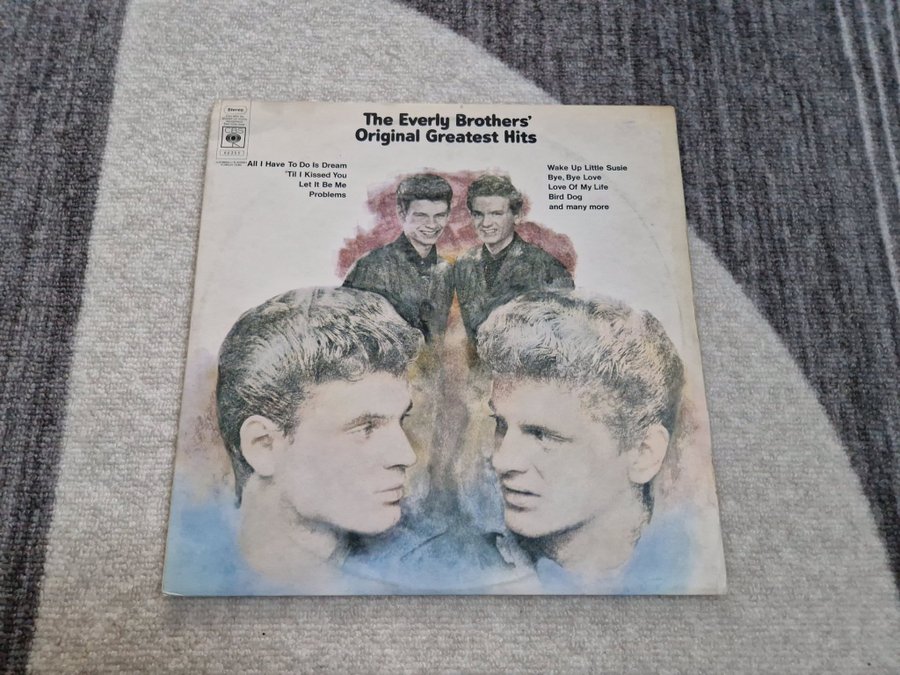 The Everly Brothers'
Original Greatest Hits
Stereo
CBS
All I Have To Do Is Dream
'Til I Kissed You
Let It Be Me
Problems
Wake Up Little Susie
Bye, Bye Love
Love Of My Life
Bird Dog
and many more